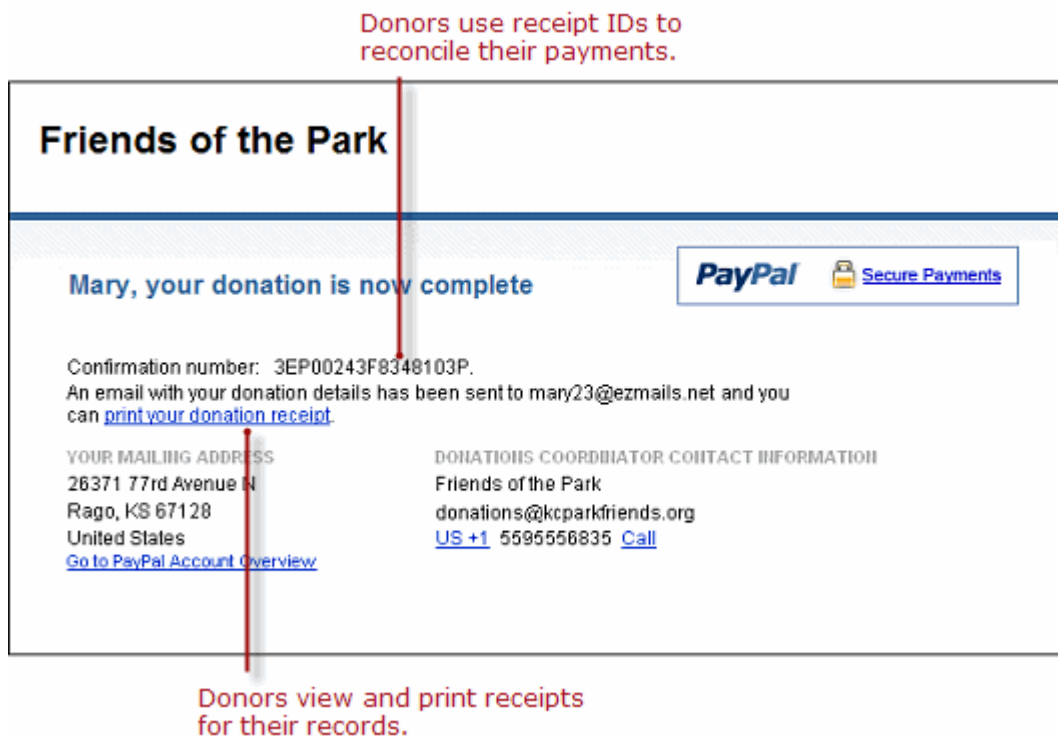 Donors use receipt IDs to
reconcile their payments.
Friends of the Park
Mary, your donation is now complete
PayPal Secure Payments
Confirmation number: 3EP00243F8348103P.
An email with your donation details has been sent to mary23@ezmails.net and you
can print your donation receipt.
YOUR MAILING ADDRESS
26371 77rd Avenue N
Rago, KS 67128
United States
Go to PayPal Account Overview
DONATIONS COORDINATOR CONTACT INFORMATION
Friends of the Park
donations@kcparkfriends.org
US +1 5595556835 Call
Donors view and print receipts
for their records.